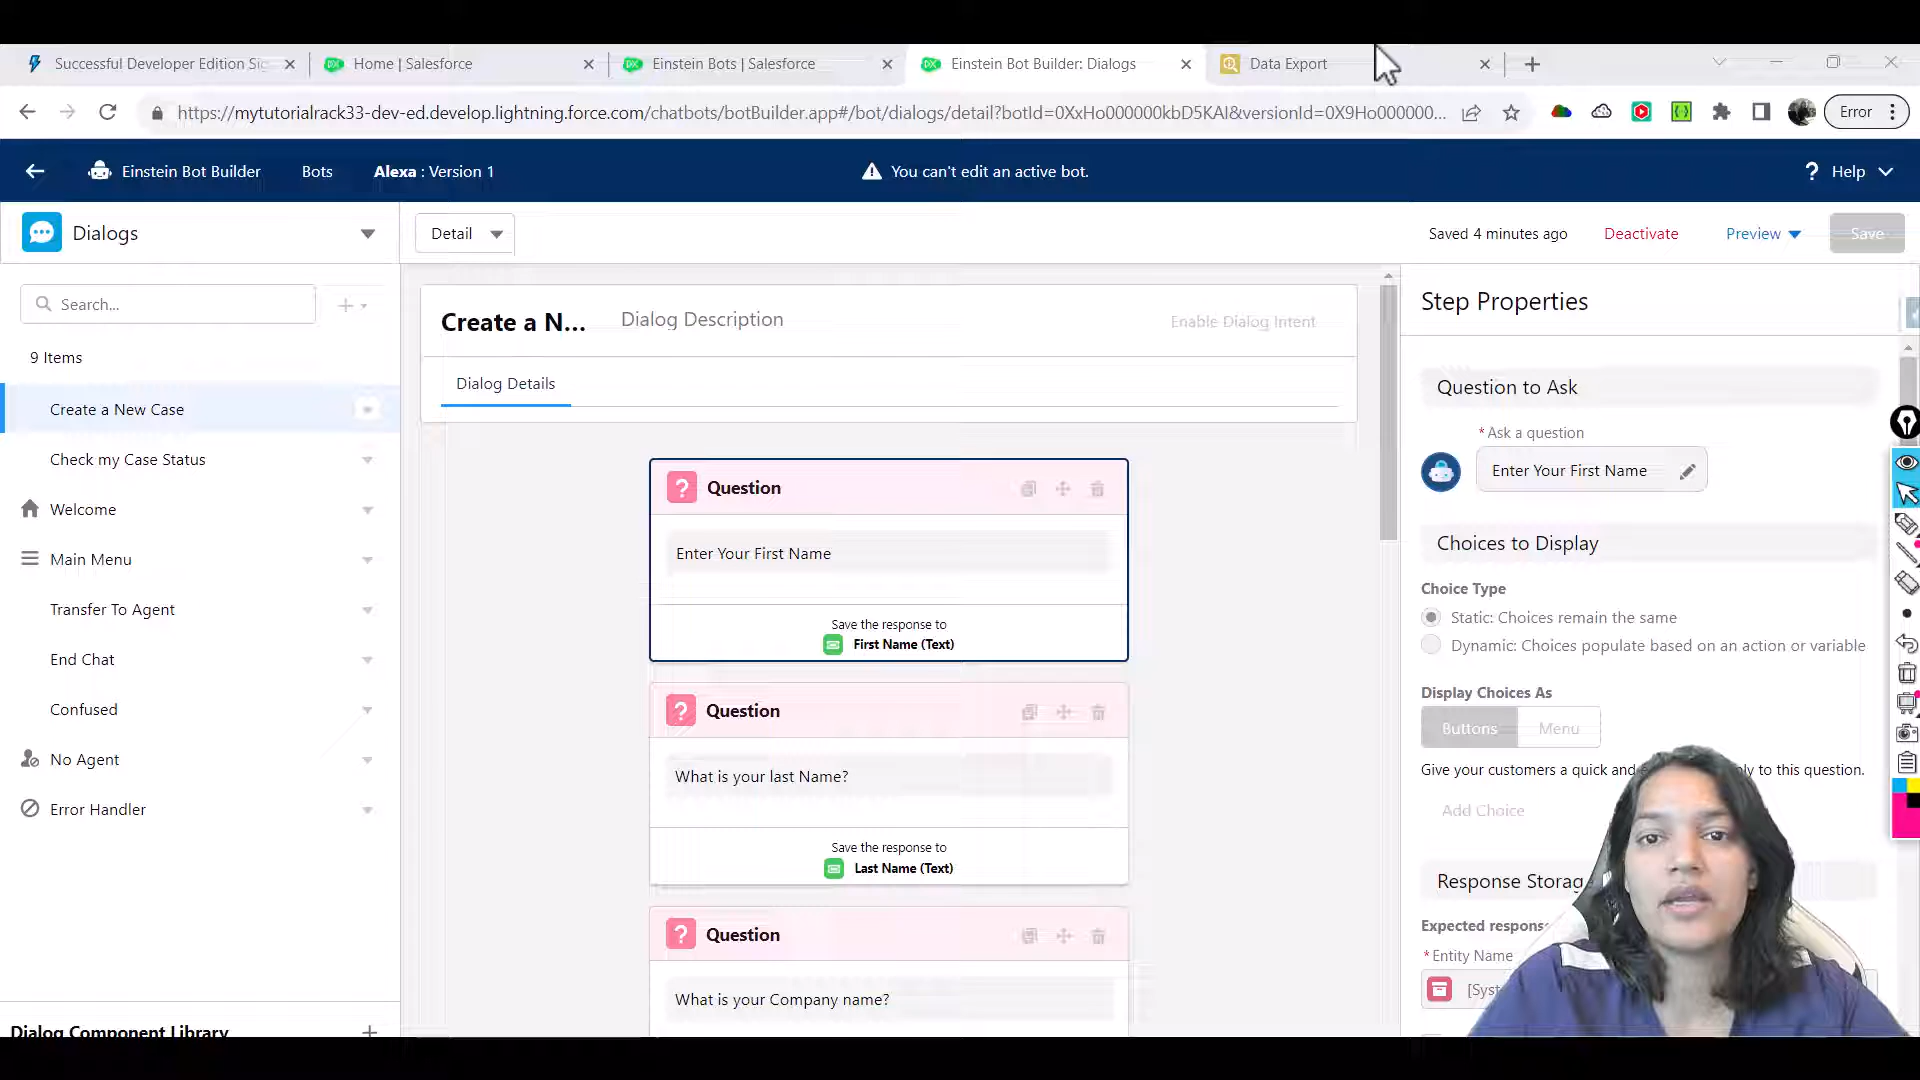 Successful Developer Edition Sig
Home | Salesforce
Einstein Bots | Salesforce
Einstein Bot Builder: Dialogs
Data Export
https://mytutorialrack33-dev-ed.develop.lightning.force.com/chatbots/botBuilder.app#/bot/dialogs/detail?botId=0XxHo000000kbD5KAI&versionId=0X9Ho000000...
Error
Einstein Bot Builder
Bots
Alexa : Version 1
You can't edit an active bot.
? Help
Dialogs
Detail
Saved 4 minutes ago
Deactivate
Preview
Save
Search...
9 Items
Create a New Case
Check my Case Status
Welcome
Main Menu
Transfer To Agent
End Chat
Confused
No Agent
Error Handler
Dialog Component Library
Create a N...
Dialog Description
Enable Dialog Intent
Dialog Details
? Question
Enter Your First Name
Save the response to
First Name (Text)
? Question
What is your last Name?
Save the response to
Last Name (Text)
? Question
What is your Company name?
Step Properties
Question to Ask
* Ask a question
Enter Your First Name
Choices to Display
Choice Type
Static: Choices remain the same
Dynamic: Choices populate based on an action or variable
Display Choices As
Buttons
Menu
Give your customers a quick and
to this question.
Add Choice
Response Storag
Expected respons
* Entity Name
[Syst